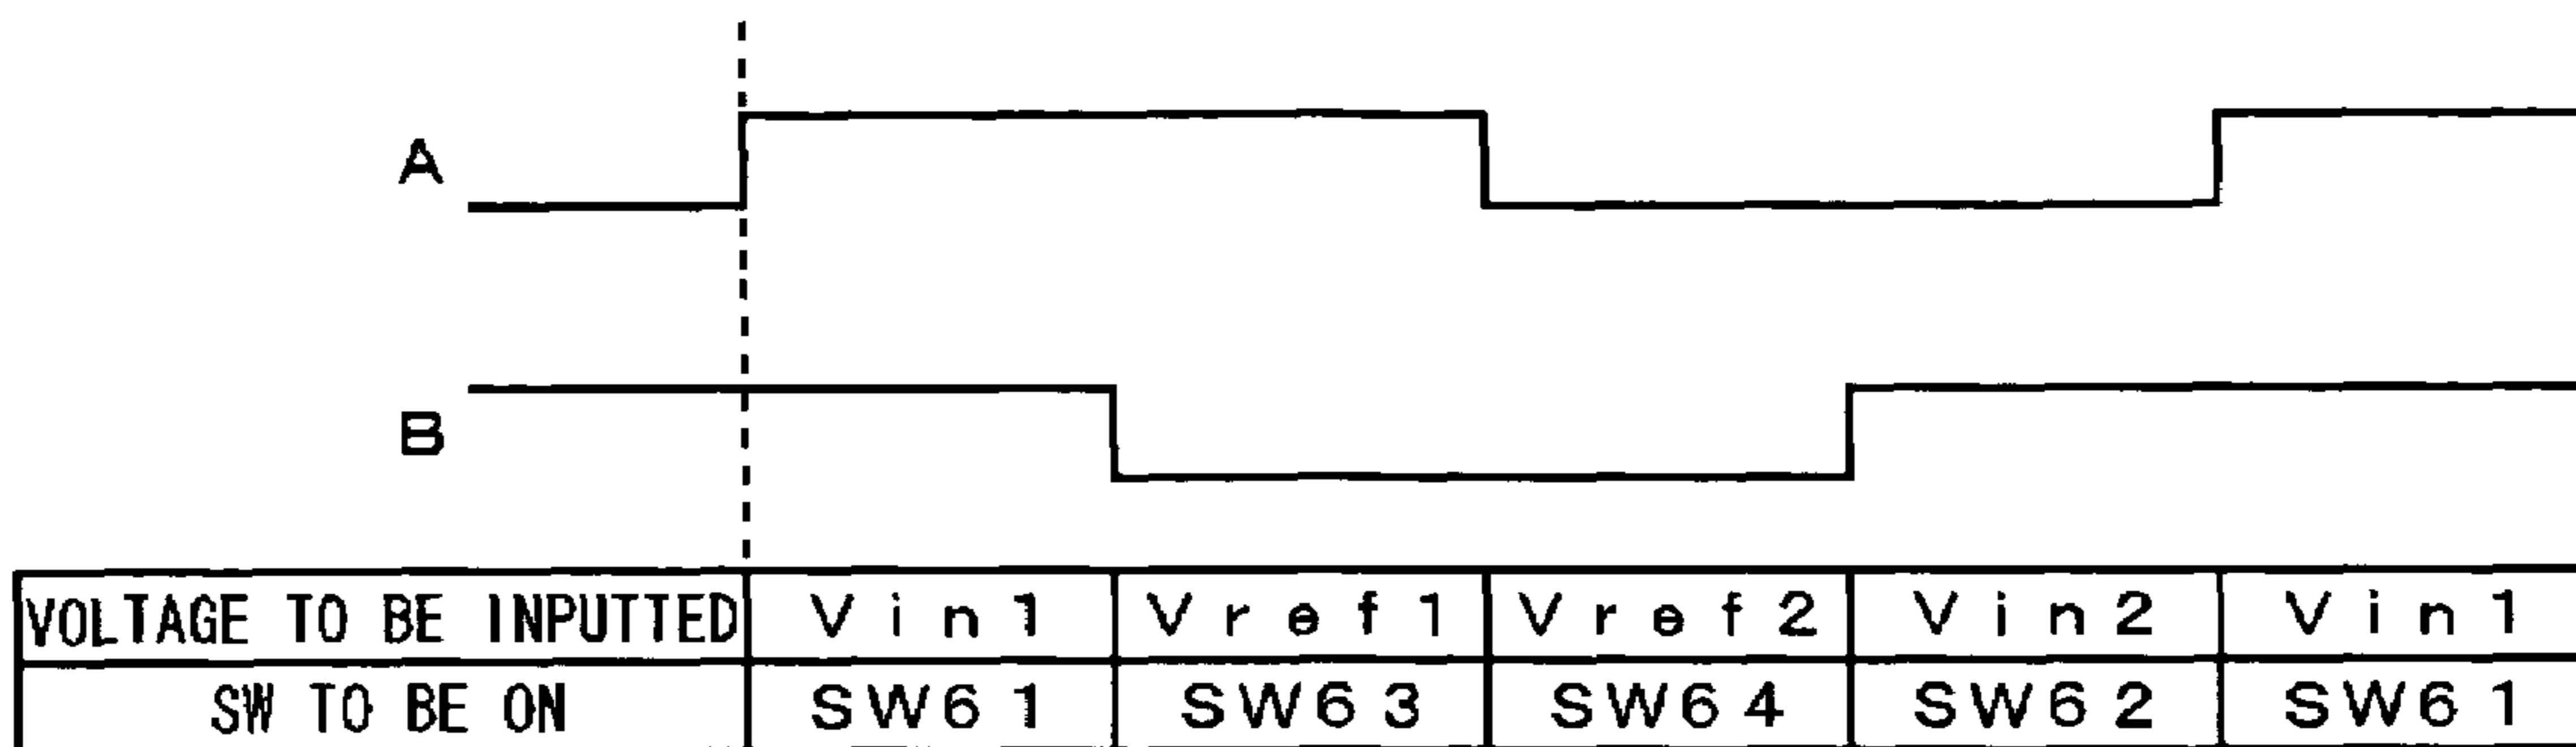 A
B
VOLTAGE TO BE INPUTTED Vin1 Vref1 Vref2 Vin2 Vin1
SW TO BE ON SW61 SW63 SW64 SW62 SW61